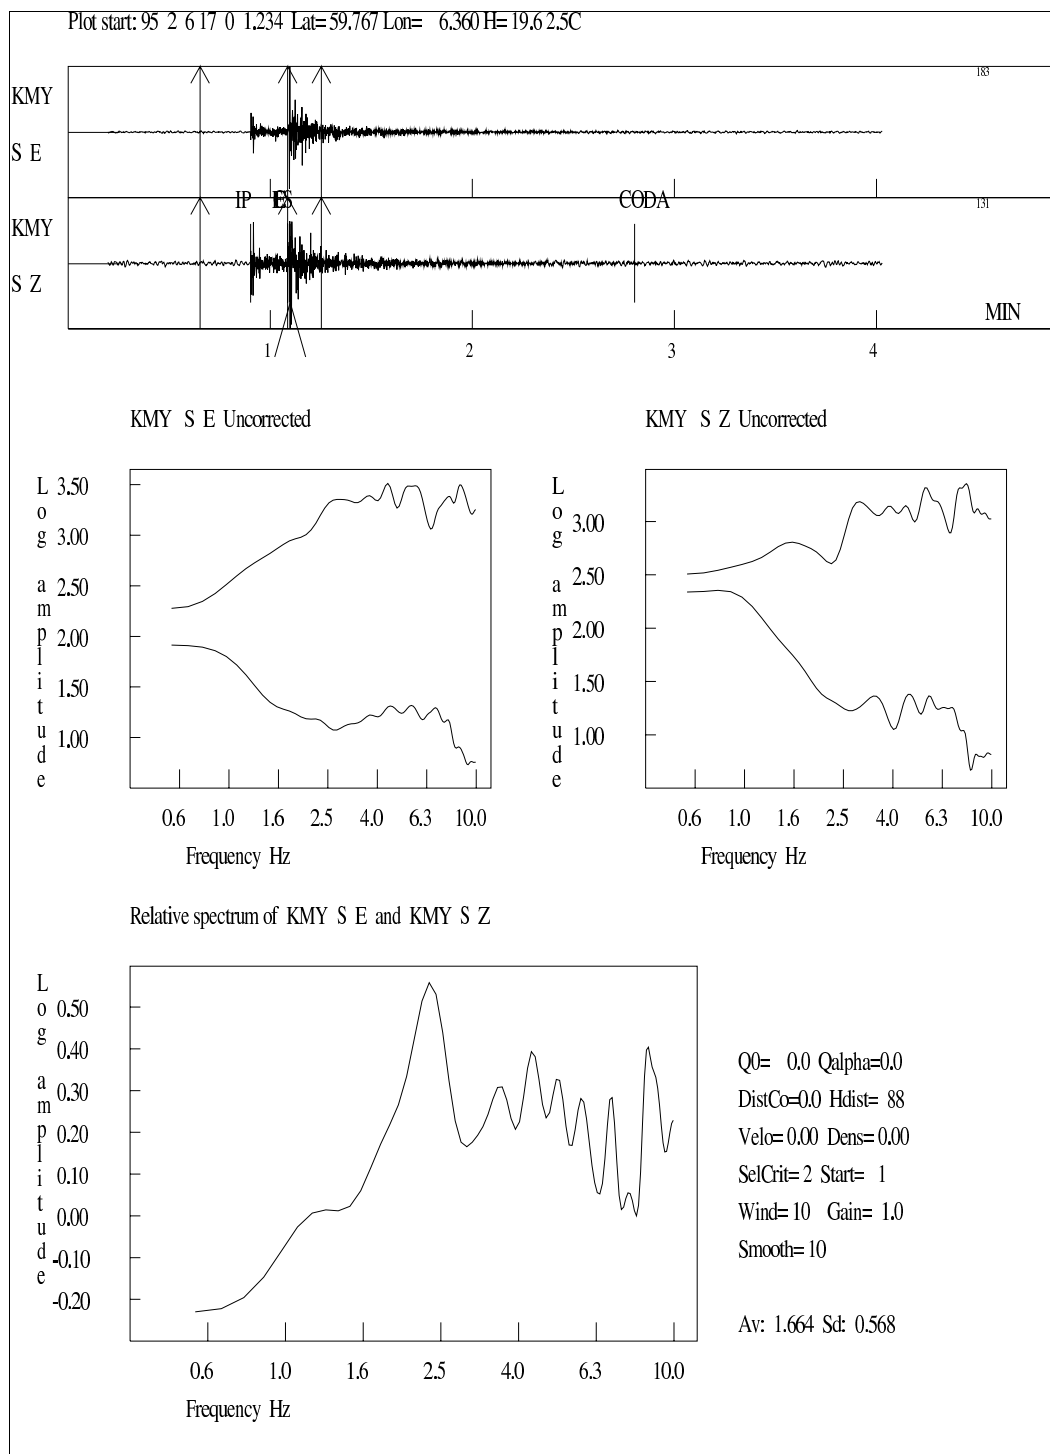 Plot start: 95 2 6 17 0 1.234 Lat= 59.767 Lon= 6.360 H= 19.6 2.5C
183
KMY
S E
IP ES CODA
131
KMY
S Z
MIN
1 2 3 4
KMY S E Uncorrected
Log amplitude
3.50
3.00
2.50
2.00
1.50
1.00
0.6 1.0 1.6 2.5 4.0 6.3 10.0
Frequency Hz
KMY S Z Uncorrected
Log amplitude
3.00
2.50
2.00
1.50
1.00
0.6 1.0 1.6 2.5 4.0 6.3 10.0
Frequency Hz
Relative spectrum of KMY S E and KMY S Z
Log amplitude
0.50
0.40
0.30
0.20
0.10
0.00
-0.10
-0.20
0.6 1.0 1.6 2.5 4.0 6.3 10.0
Frequency Hz
Q0= 0.0 Qalpha=0.0
DistCo=0.0 Hdist= 88
Velo= 0.00 Dens= 0.00
SelCrit= 2 Start= 1
Wind= 10 Gain= 1.0
Smooth= 10
Av: 1.664 Sd: 0.568